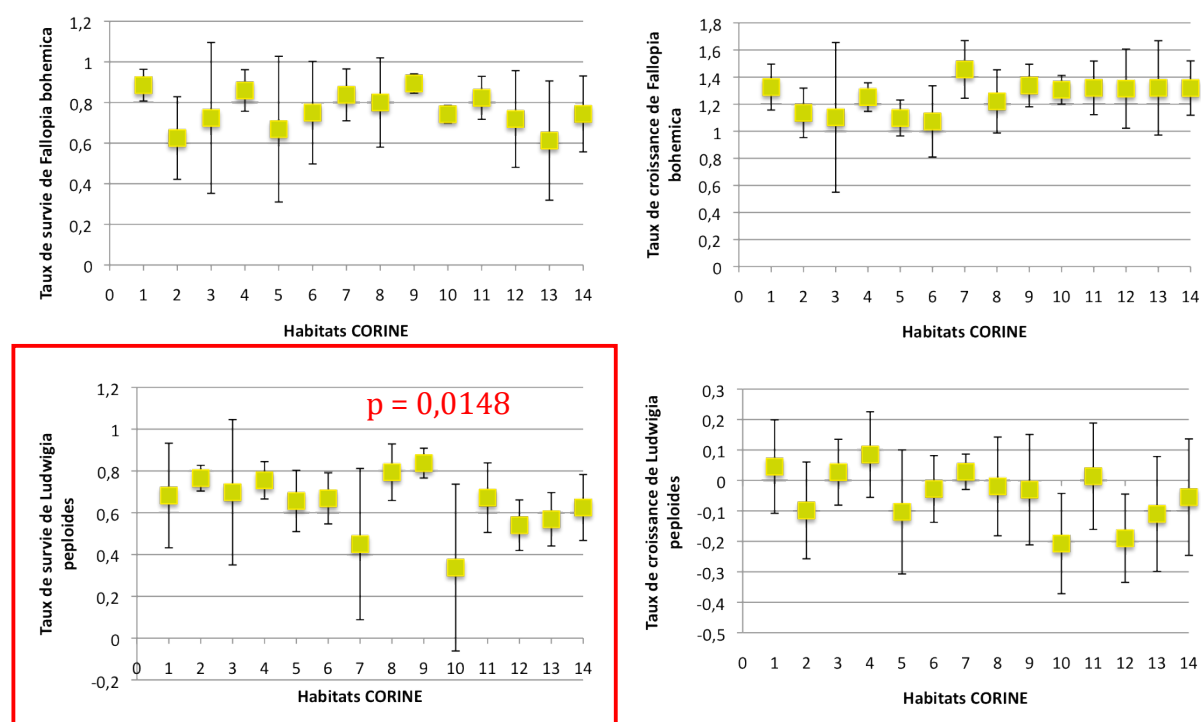 Taux de survie de Fallopia bohemica
1,2
1
0,8
0,6
0,4
0,2
0
0 1 2 3 4 5 6 7 8 9 10 11 12 13 14
Habitats CORINE
Taux de croissance de Fallopia
bohemica
1,8
1,6
1,4
1,2
1
0,8
0,6
0,4
0,2
0
0 1 2 3 4 5 6 7 8 9 10 11 12 13 14
Habitats CORINE
Taux de survie de Ludwigia
peploides
p = 0,0148
1,2
1
0,8
0,6
0,4
0,2
0
-0,2
0 1 2 3 4 5 6 7 8 9 10 11 12 13 14
Habitats CORINE
Taux de croissance de Ludwigia
peploides
0,3
0,2
0,1
0
-0,1
-0,2
-0,3
-0,4
-0,5
0 1 2 3 4 5 6 7 8 9 10 11 12 13 14
Habitats CORINE